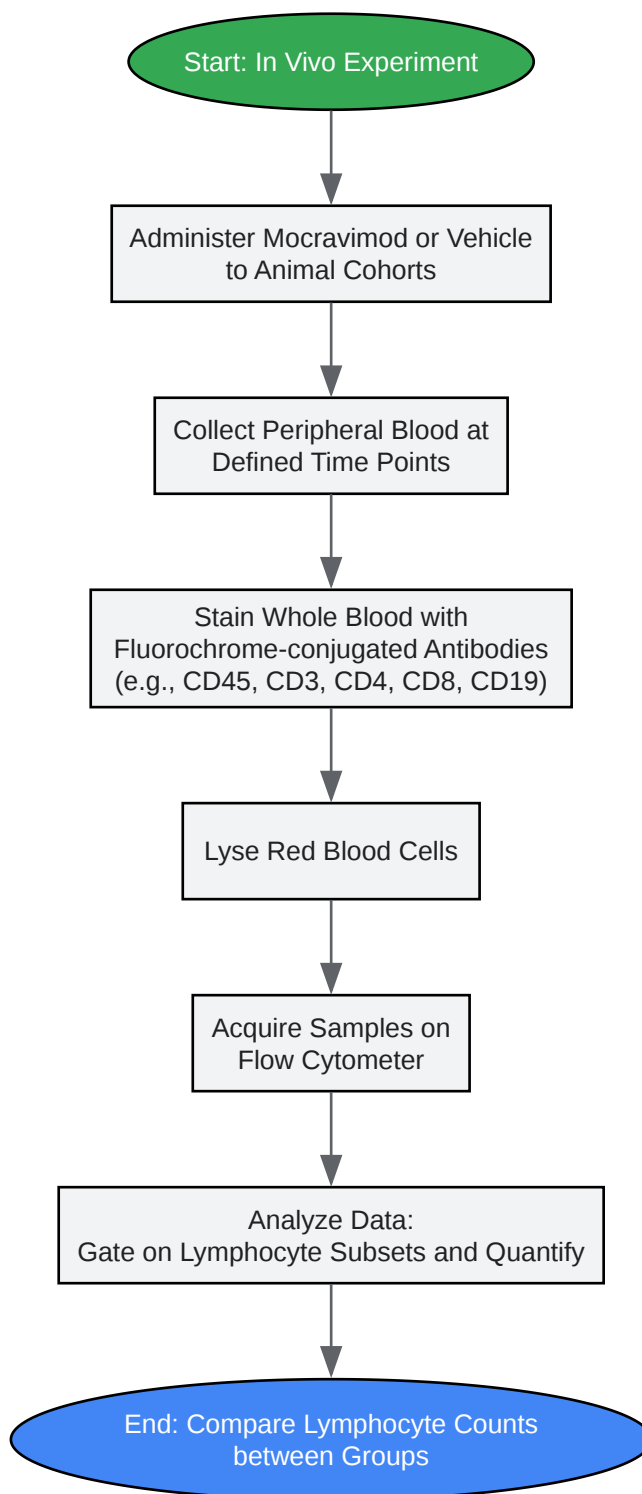 Start: In Vivo Experiment
Administer Mocravimod or Vehicle
to Animal Cohorts
Collect Peripheral Blood at
Defined Time Points
Stain Whole Blood with
Fluorochrome-conjugated Antibodies
(e.g., CD45, CD3, CD4, CD8, CD19)
Lyse Red Blood Cells
Acquire Samples on
Flow Cytometer
Analyze Data:
Gate on Lymphocyte Subsets and Quantify
End: Compare Lymphocyte Counts
between Groups